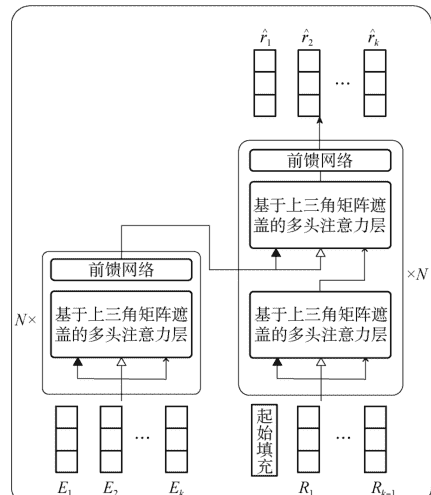 r̂₁ r̂₂ ... r̂ₖ
前馈网络
基于上三角矩阵遮
盖的多头注意力层
×N
前馈网络
N×
基于上三角矩阵遮
盖的多头注意力层
基于上三角矩阵遮
盖的多头注意力层
...
起始填充
...
E₁ E₂ Eₖ
R₁ Rₖ₋₁